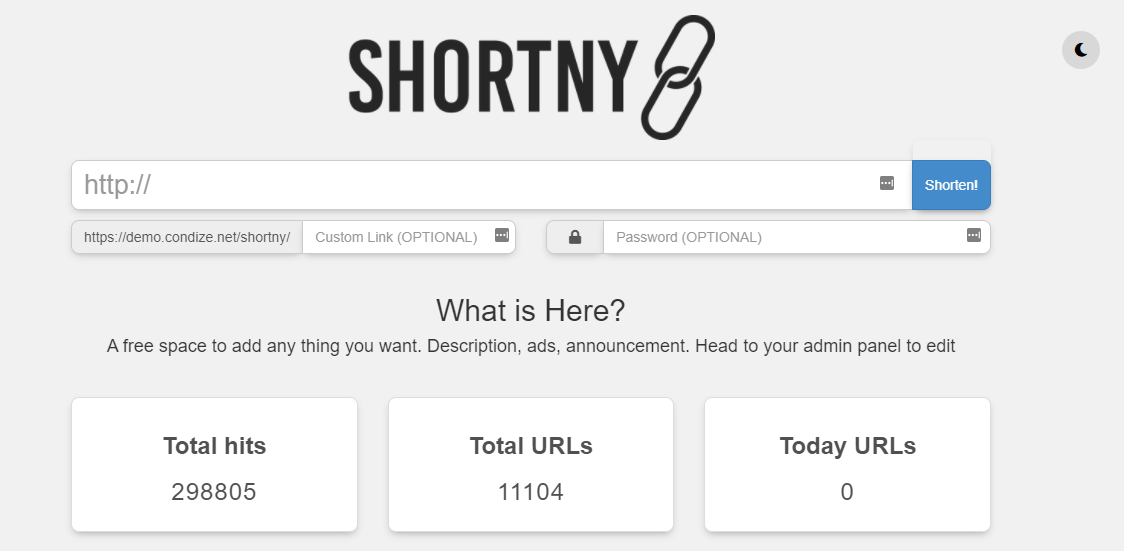 SHORTNY
http://
Shorten!
https://demo.condize.net/shortny/ Custom Link (OPTIONAL) Password (OPTIONAL)
What is Here?
A free space to add any thing you want. Description, ads, announcement. Head to your admin panel to edit
Total hits Total URLs Today URLs
298805 11104 0